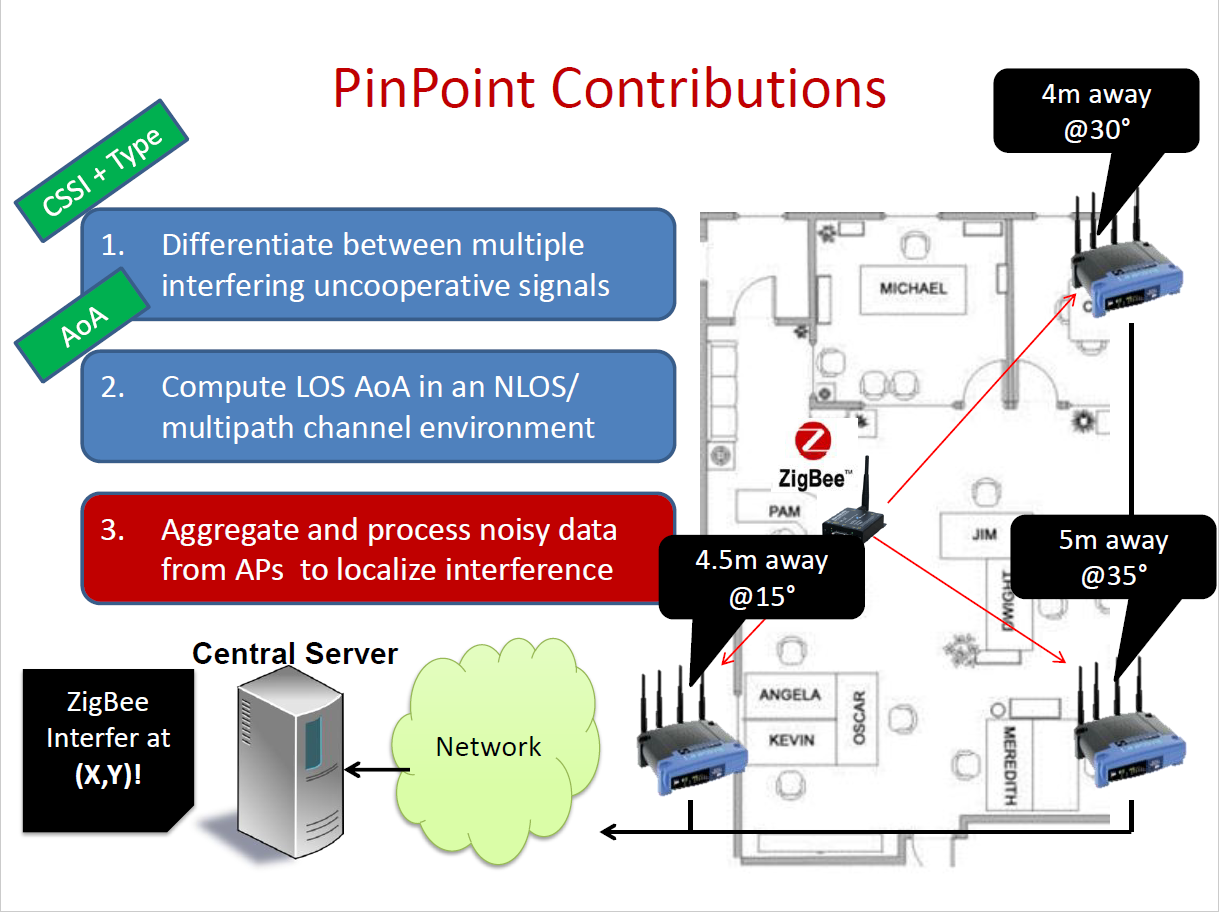 PinPoint Contributions
4m away
@30°
CSSI + Type
1. Differentiate between multiple
interfering uncooperative signals
AoA
2. Compute LOS AoA in an NLOS/
multipath channel environment
3. Aggregate and process noisy data
from APs to localize interference
MICHAEL
C
ZigBee™
PAM
JIM
DWIGHT
4.5m away
@15°
5m away
@35°
ANGELA
KEVIN
OSCAR
MEREDITH
Central Server
ZigBee
Interfer at
(X,Y)!
Network